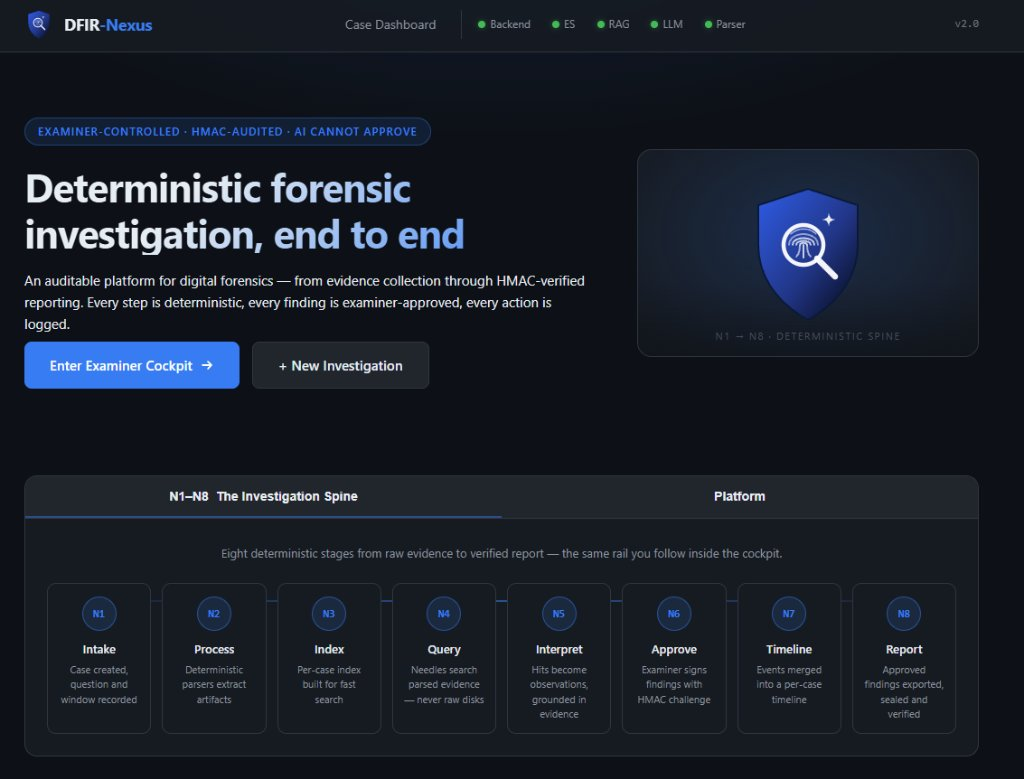 DFIR-Nexus
Case Dashboard
Backend
ES
RAG
LLM
Parser
v2.0
EXAMINER-CONTROLLED · HMAC-AUDITED · AI CANNOT APPROVE
Deterministic forensic
investigation, end to end
An auditable platform for digital forensics — from evidence collection through HMAC-verified
reporting. Every step is deterministic, every finding is examiner-approved, every action is
logged.
Enter Examiner Cockpit →
+ New Investigation
N1 → N8 · DETERMINISTIC SPINE
N1–N8 The Investigation Spine
Platform
Eight deterministic stages from raw evidence to verified report — the same rail you follow inside the cockpit.
N1
Intake
Case created,
question and
window recorded
N2
Process
Deterministic
parsers extract
artifacts
N3
Index
Per-case index
built for fast
search
N4
Query
Needles search
parsed evidence
— never raw disks
N5
Interpret
Hits become
observations,
grounded in
evidence
N6
Approve
Examiner signs
findings with
HMAC challenge
N7
Timeline
Events merged
into a per-case
timeline
N8
Report
Approved
findings exported,
sealed and
verified